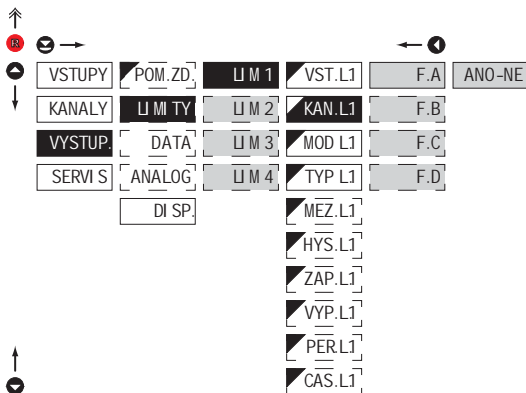 R
VSTUPY POM.ZD. LIM 1 VST.L1 F.A ANO-NE
KANALY LIMITY LIM 2 KAN.L1 F.B
VYSTUP. DATA LIM 3 MOD L1 F.C
SERVIS ANALOG LIM 4 TYP L1 F.D
DISP. MEZ.L1
HYS.L1
ZAP.L1
VYP.L1
PER.L1
CAS.L1